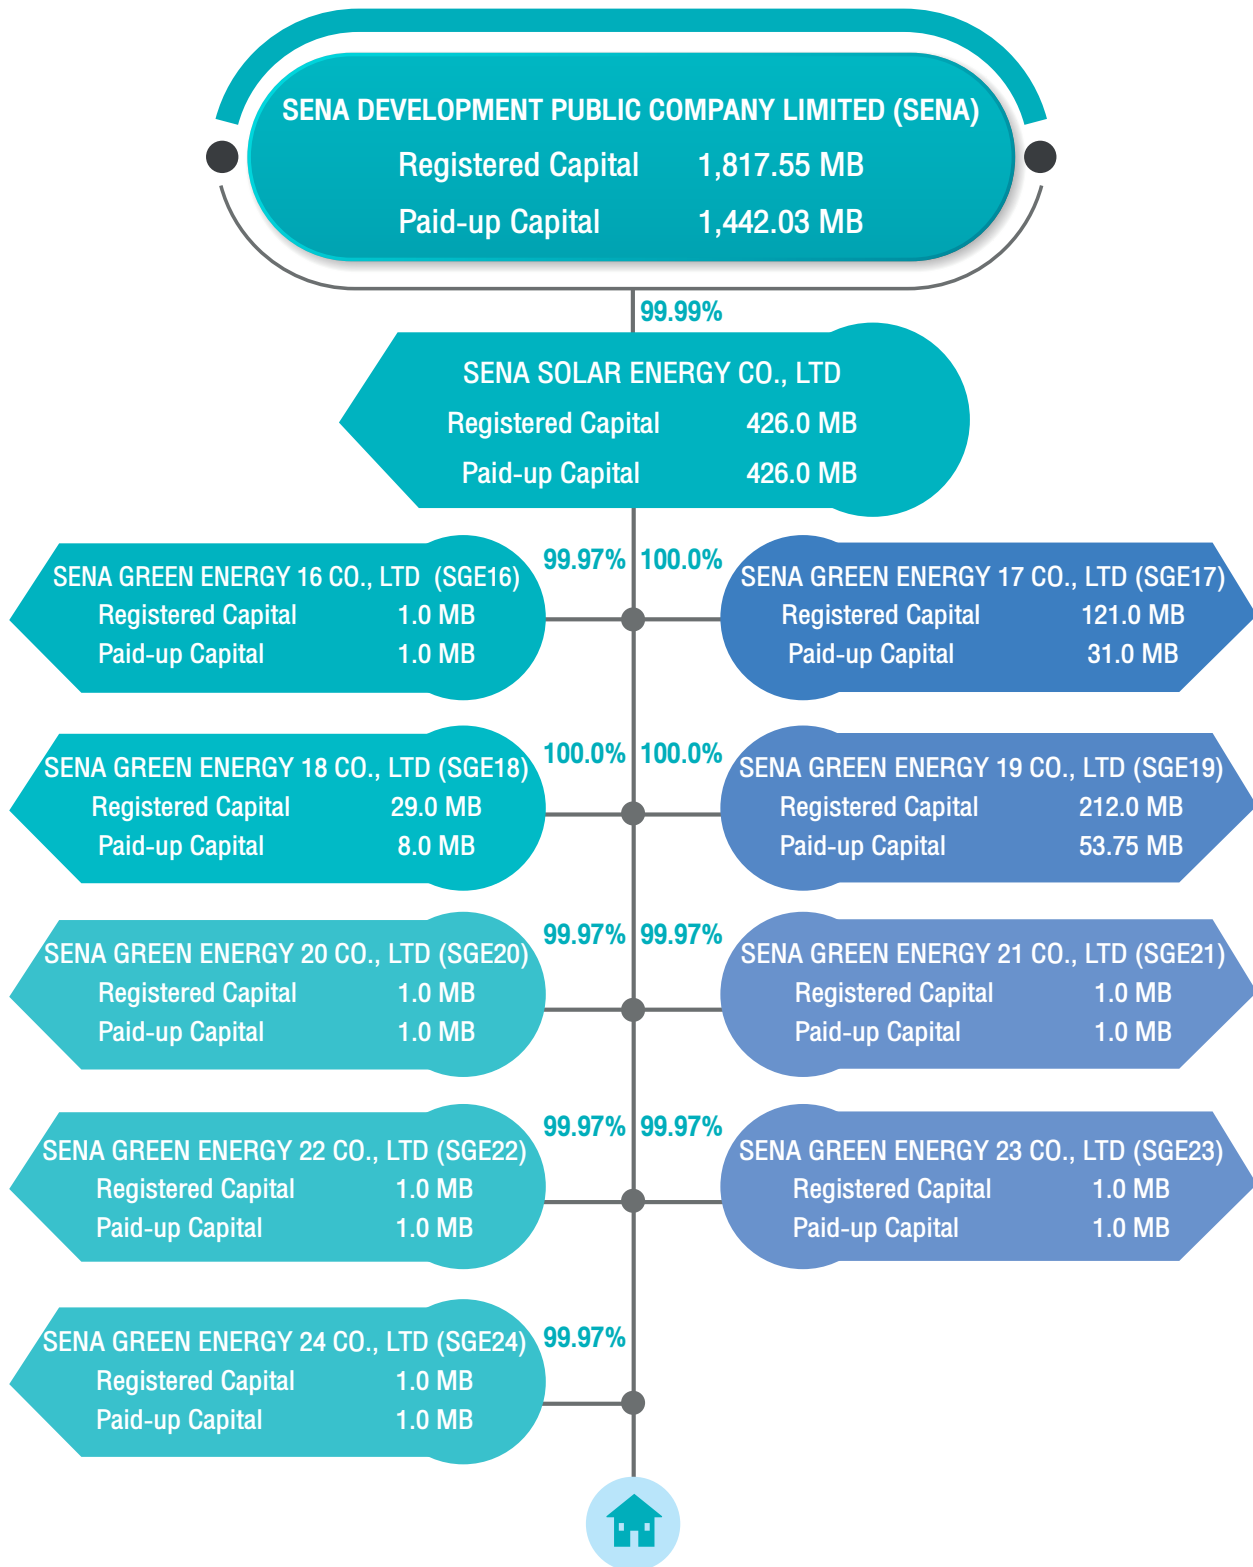 SENA DEVELOPMENT PUBLIC COMPANY LIMITED (SENA)
Registered Capital 1,817.55 MB
Paid-up Capital 1,442.03 MB
99.99%
SENA SOLAR ENERGY CO., LTD
Registered Capital 426.0 MB
Paid-up Capital 426.0 MB
99.97% 100.0%
SENA GREEN ENERGY 16 CO., LTD (SGE16)
Registered Capital 1.0 MB
Paid-up Capital 1.0 MB
SENA GREEN ENERGY 17 CO., LTD (SGE17)
Registered Capital 121.0 MB
Paid-up Capital 31.0 MB
100.0% 100.0%
SENA GREEN ENERGY 18 CO., LTD (SGE18)
Registered Capital 29.0 MB
Paid-up Capital 8.0 MB
SENA GREEN ENERGY 19 CO., LTD (SGE19)
Registered Capital 212.0 MB
Paid-up Capital 53.75 MB
99.97% 99.97%
SENA GREEN ENERGY 20 CO., LTD (SGE20)
Registered Capital 1.0 MB
Paid-up Capital 1.0 MB
SENA GREEN ENERGY 21 CO., LTD (SGE21)
Registered Capital 1.0 MB
Paid-up Capital 1.0 MB
99.97% 99.97%
SENA GREEN ENERGY 22 CO., LTD (SGE22)
Registered Capital 1.0 MB
Paid-up Capital 1.0 MB
SENA GREEN ENERGY 23 CO., LTD (SGE23)
Registered Capital 1.0 MB
Paid-up Capital 1.0 MB
99.97%
SENA GREEN ENERGY 24 CO., LTD (SGE24)
Registered Capital 1.0 MB
Paid-up Capital 1.0 MB